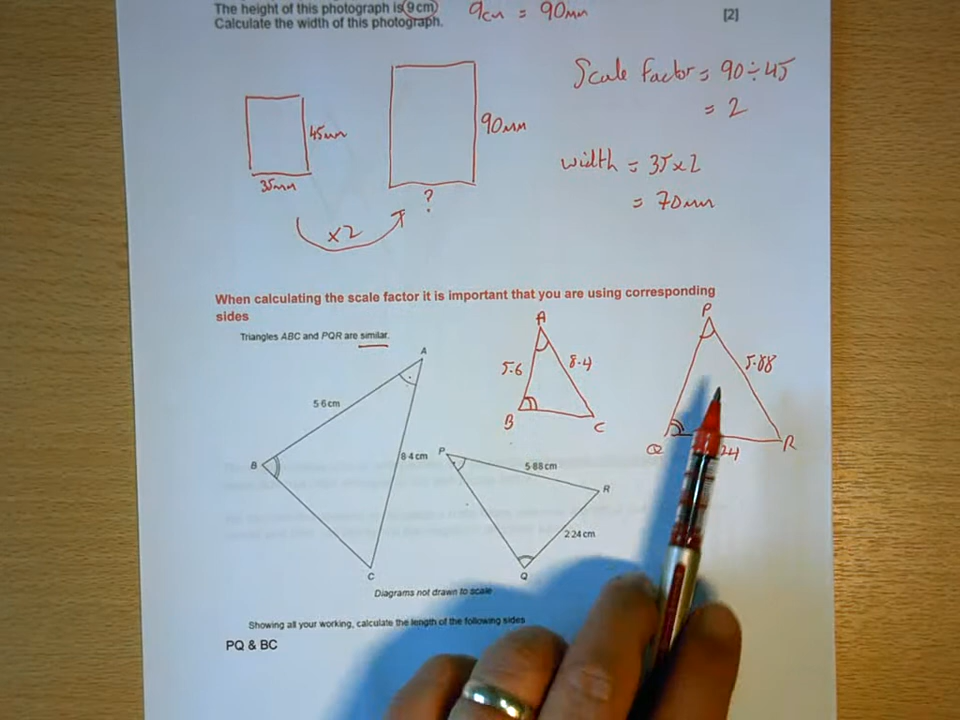 The height of this photograph is 9cm
9cm = 90mm
[2]
Calculate the width of this photograph.
Scale Factor = 90÷45
= 2
45mm
35mm
90mm
?
×2
width = 35×2
= 70mm
When calculating the scale factor it is important that you are using corresponding
sides
Triangles ABC and PQR are similar.
A
5·6cm
B
8·4cm
C
P
5·88cm
R
2·24cm
Q
A
5·6
8·4
B
C
P
5·88
Q
24
R
Diagrams not drawn to scale
Showing all your working, calculate the length of the following sides
PQ & BC